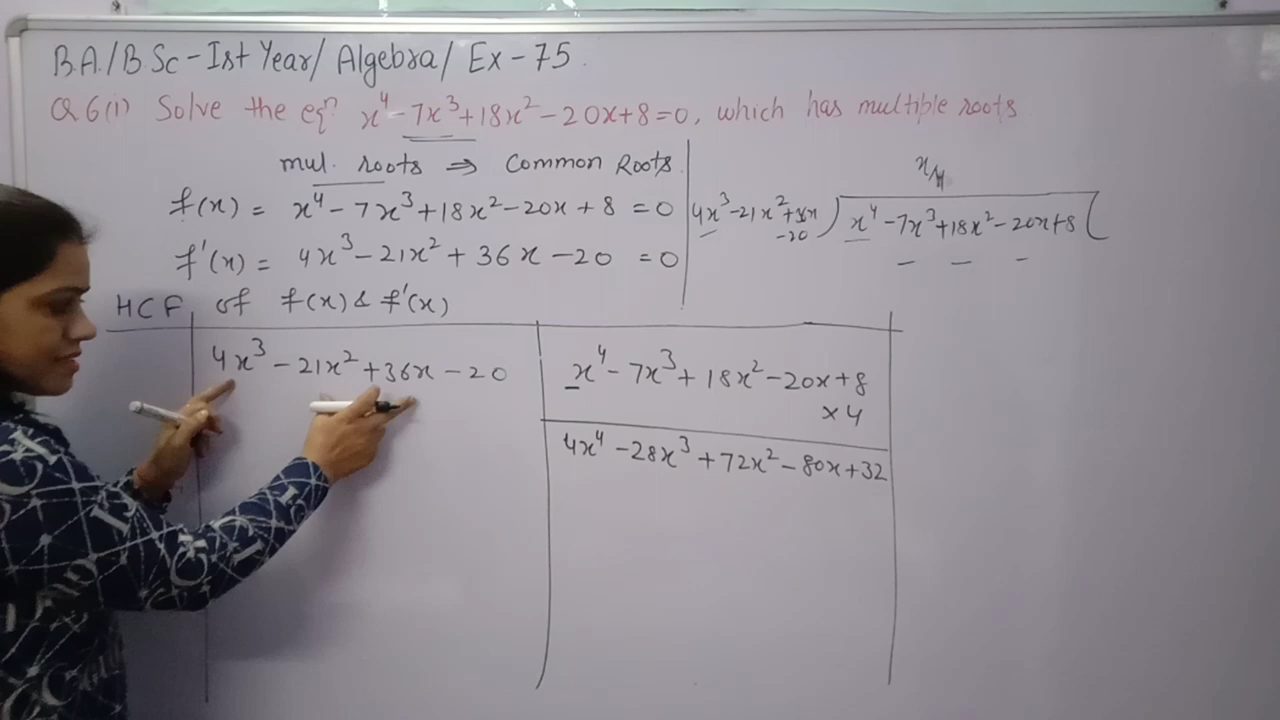 B.A./B.Sc-Ist Year/ Algebra/ Ex-75
Q 6(i) Solve the eqⁿ x⁴-7x³+18x²-20x+8=0, which has multiple roots
mul. roots ⇒ Common Roots
f(x) = x⁴-7x³+18x²-20x+8 =0
f'(x) = 4x³-21x²+36x-20 =0
HCF of f(x) & f'(x)
x/4
4x³-21x²+36x
-20
x⁴-7x³+18x²-20x+8
4x³-21x²+36x-20
x⁴-7x³+18x²-20x+8
×4
4x⁴-28x³+72x²-80x+32